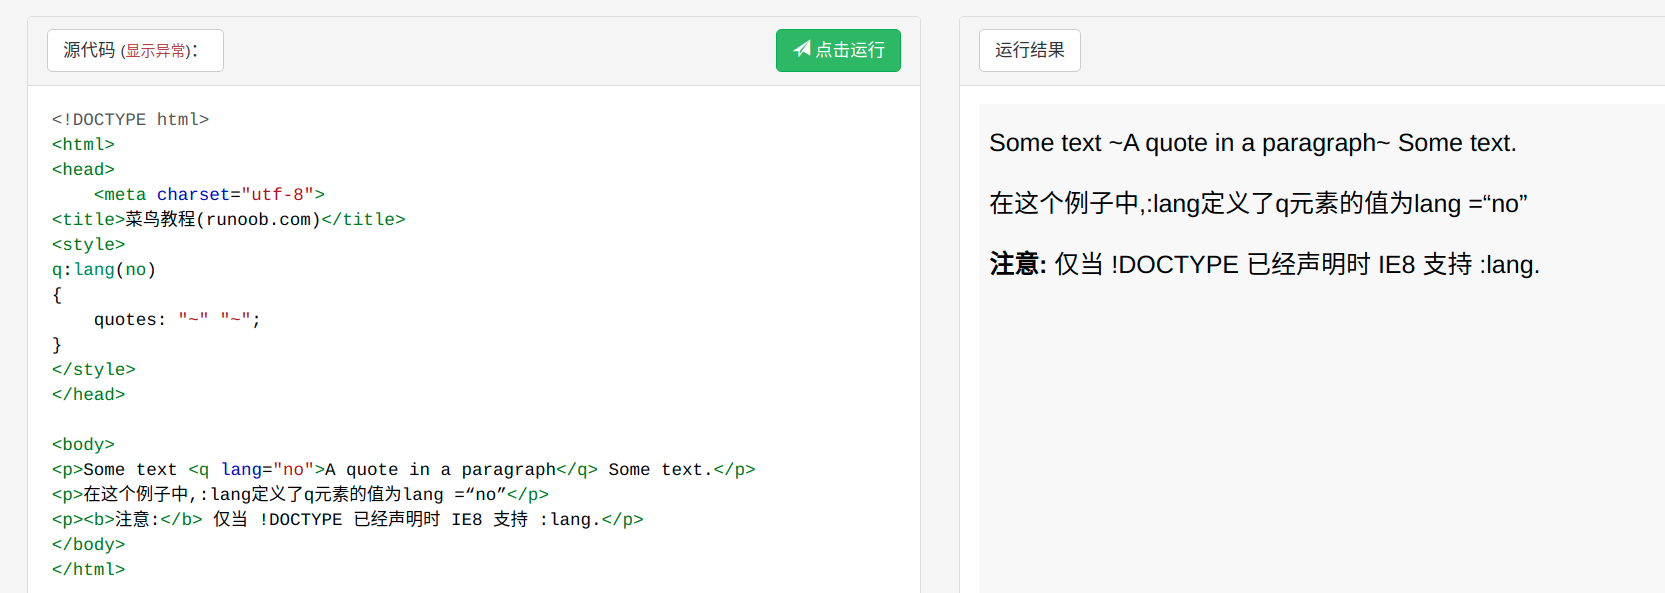 源代码 (显示异常)：
点击运行
<!DOCTYPE html>
<html>
<head>
    <meta charset="utf-8">
<title>菜鸟教程(runoob.com)</title>
<style>
q:lang(no)
{
    quotes: "~" "~";
}
</style>
</head>
<body>
<p>Some text <q lang="no">A quote in a paragraph</q> Some text.</p>
<p>在这个例子中,:lang定义了q元素的值为lang =“no”</p>
<p><b>注意:</b> 仅当 !DOCTYPE 已经声明时 IE8 支持 :lang.</p>
</body>
</html>
运行结果
Some text ~A quote in a paragraph~ Some text.
在这个例子中,:lang定义了q元素的值为lang =“no”
注意: 仅当 !DOCTYPE 已经声明时 IE8 支持 :lang.